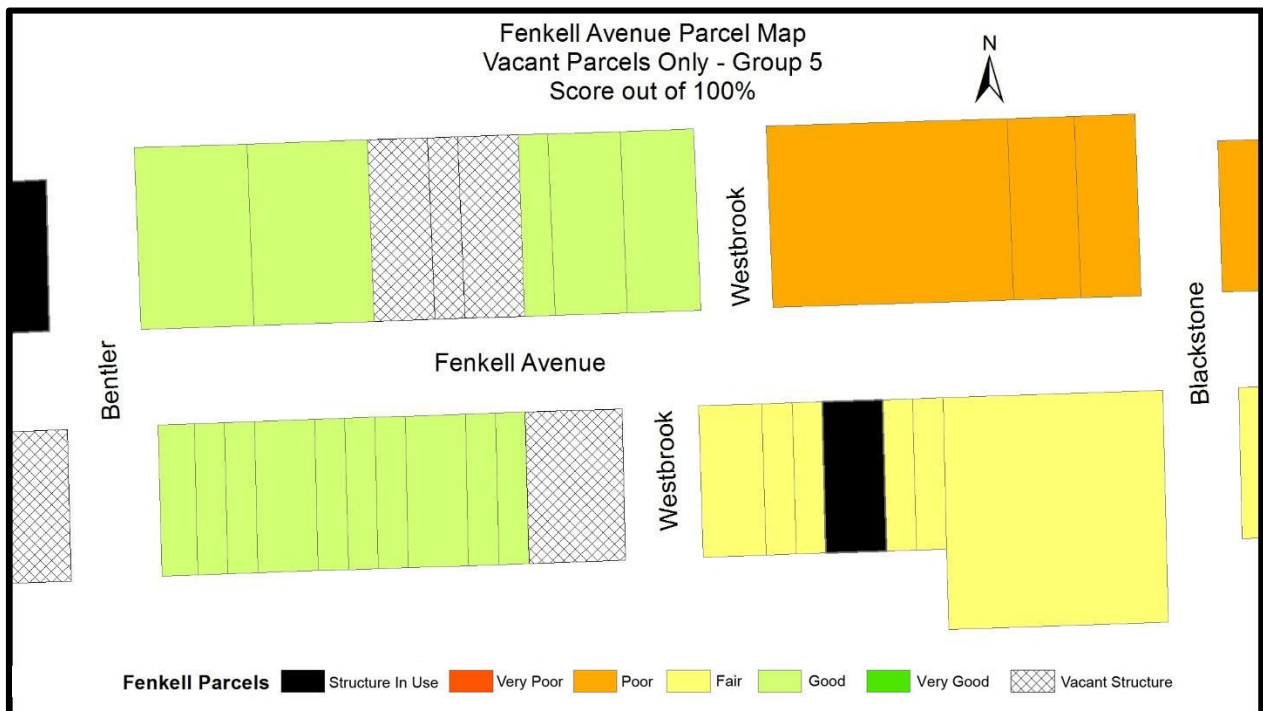 Fenkell Avenue Parcel Map
Vacant Parcels Only - Group 5
Score out of 100%
N
Westbrook
Blackstone
Bentler
Fenkell Avenue
Westbrook
Fenkell Parcels Structure In Use Very Poor Poor Fair Good Very Good Vacant Structure